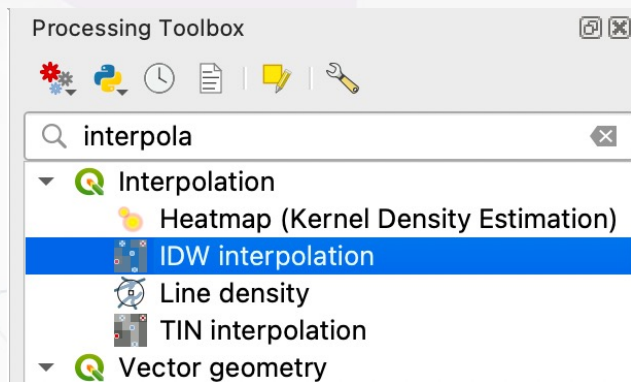 Processing Toolbox
interpola
Interpolation
Heatmap (Kernel Density Estimation)
IDW interpolation
Line density
TIN interpolation
Vector geometry